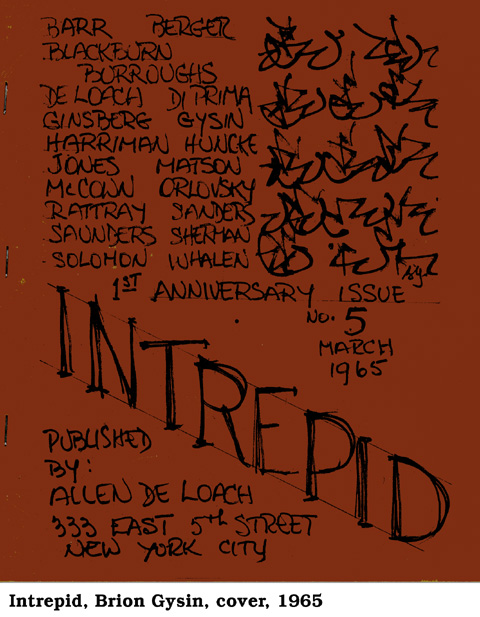 BARR BERGER
BLACKBURN
BURROUGHS
DE LOACH DI PRIMA
GINSBERG GYSIN
HARRIMAN HUNCKE
JONES MATSON
McCOWN ORLOVSKY
RATTRAY SANDERS
SAUNDERS SHERMAN
SOLOMON WHALEN
1ST ANNIVERSARY ISSUE
NO. 5
MARCH
1965
INTREPID
PUBLISHED
BY:
ALLEN DE LOACH
333 EAST 5th STREET
NEW YORK CITY
Intrepid, Brion Gysin, cover, 1965